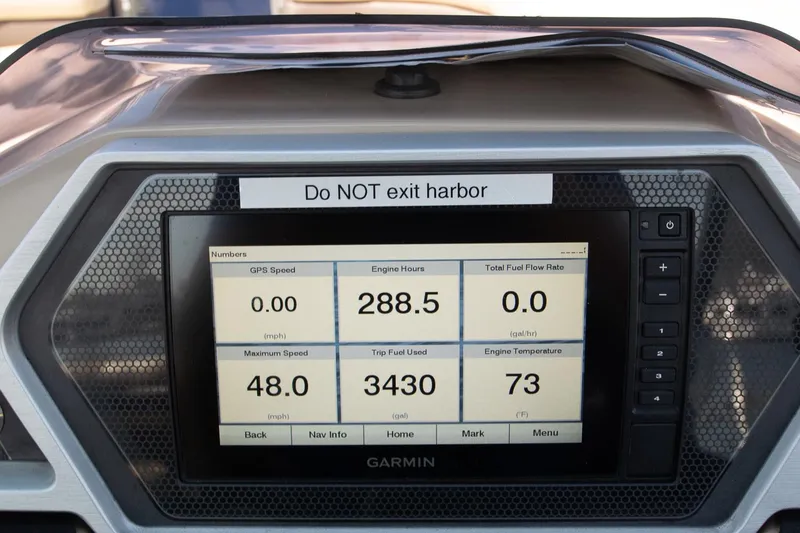 Do NOT exit harbor
Numbers
GPS Speed
0.00
(mph)
Engine Hours
288.5
Total Fuel Flow Rate
0.0
(gal/hr)
Maximum Speed
48.0
(mph)
Trip Fuel Used
3430
(gal)
Engine Temperature
73
(°F)
Back Nav Info Home Mark Menu
GARMIN
+
-
1
2
3
4